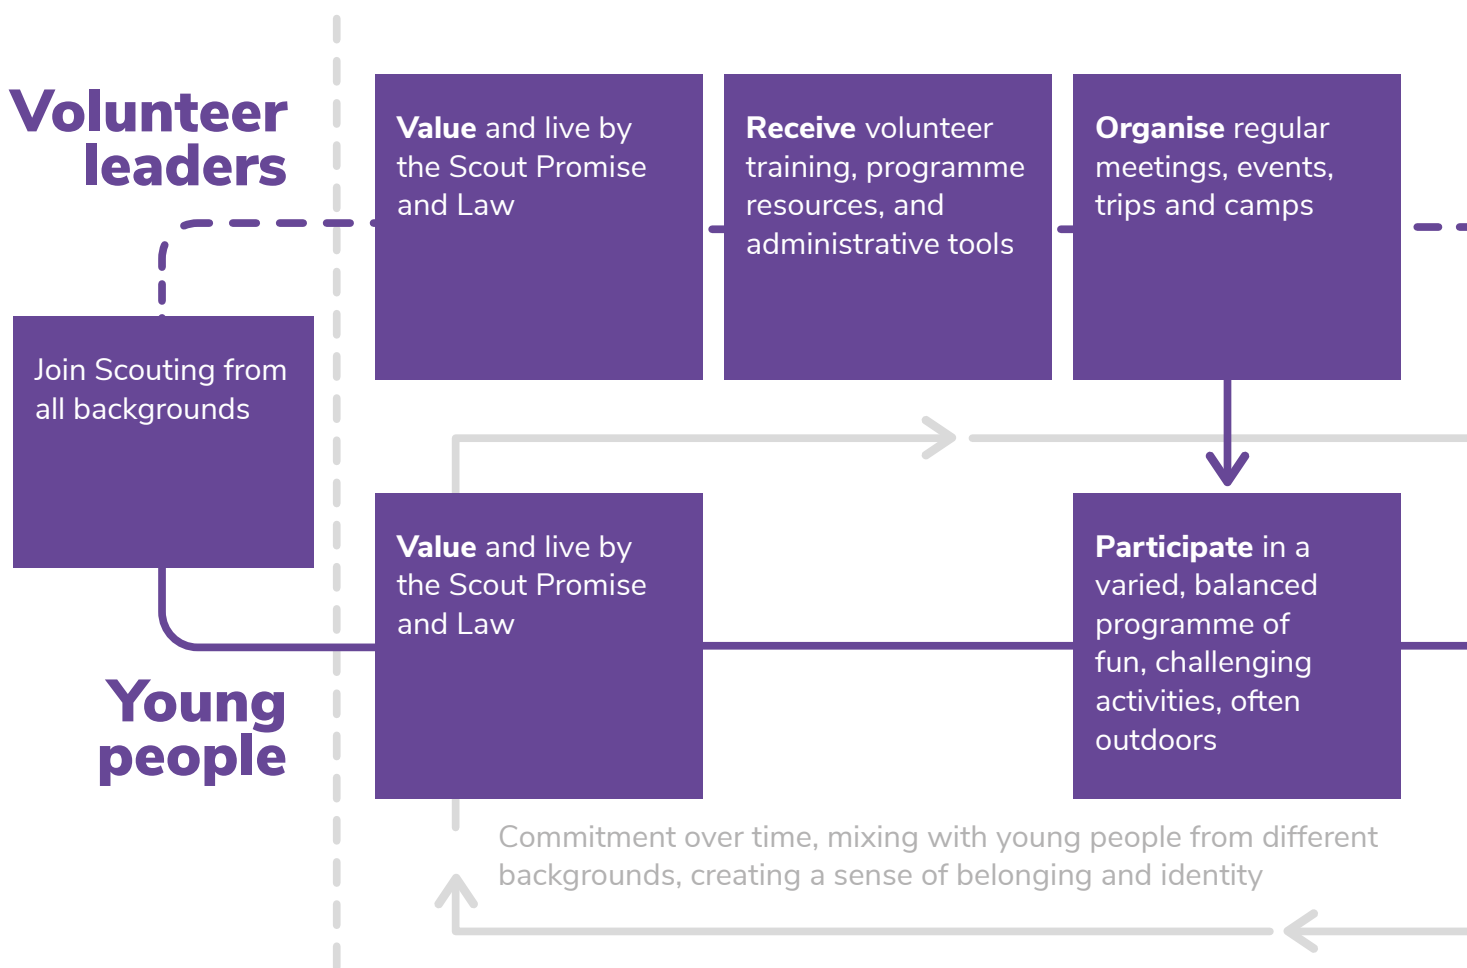 Volunteer
leaders
Value and live by
the Scout Promise
and Law
Receive volunteer
training, programme
resources, and
administrative tools
Organise regular
meetings, events,
trips and camps
Join Scouting from
all backgrounds
Value and live by
the Scout Promise
and Law
Participate in a
varied, balanced
programme of
fun, challenging
activities, often
outdoors
Young
people
Commitment over time, mixing with young people from different
backgrounds, creating a sense of belonging and identity